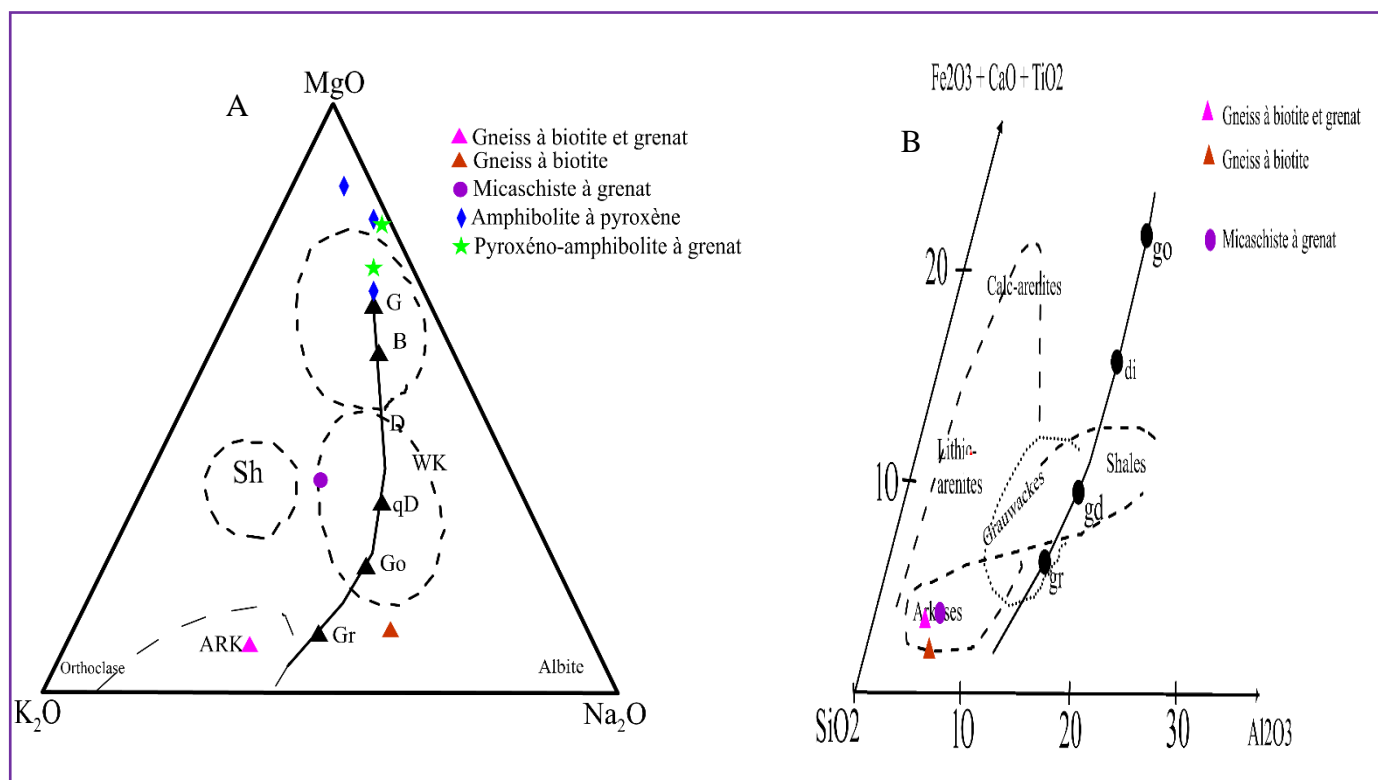 MgO
A
Gneiss à biotite et grenat
Gneiss à biotite
Micaschiste à grenat
Amphibolite à pyroxène
Pyroxéno-amphibolite à grenat
G
B
D
WK
Sh
qD
Go
ARK
Gr
Orthoclase
Albite
K2O
Na2O
Fe2O3 + CaO + TiO2
B
Gneiss à biotite et grenat
Gneiss à biotite
Micaschiste à grenat
go
20
Calc-arenites
di
Lithic-
arenites
Shales
10
Grauwackes
gd
gr
Arkoses
SiO2
10
20
30
Al2O3